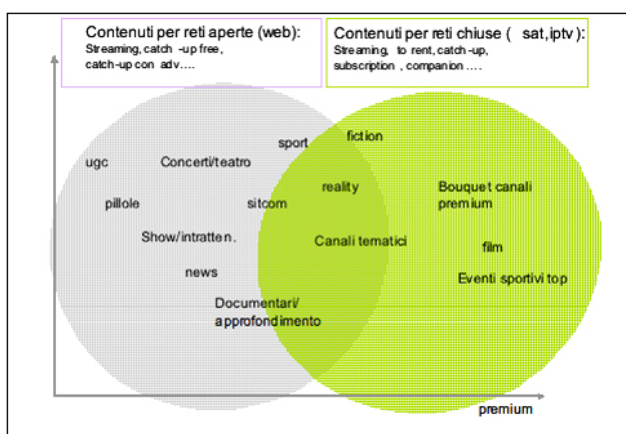 Contenuti per reti aperte (web):
Streaming, catch -up free,
catch-up con adv....
Contenuti per reti chiuse ( sat,iptv):
Streaming, to rent, catch-up,
subscription , companion ....
sport
fiction
ugc
Concerti/teatro
reality
Bouquet canali
premium
pillole
sitcom
Show/intratten.
Canali tematici
film
news
Eventi sportivi top
Documentari/
approfondimento
premium